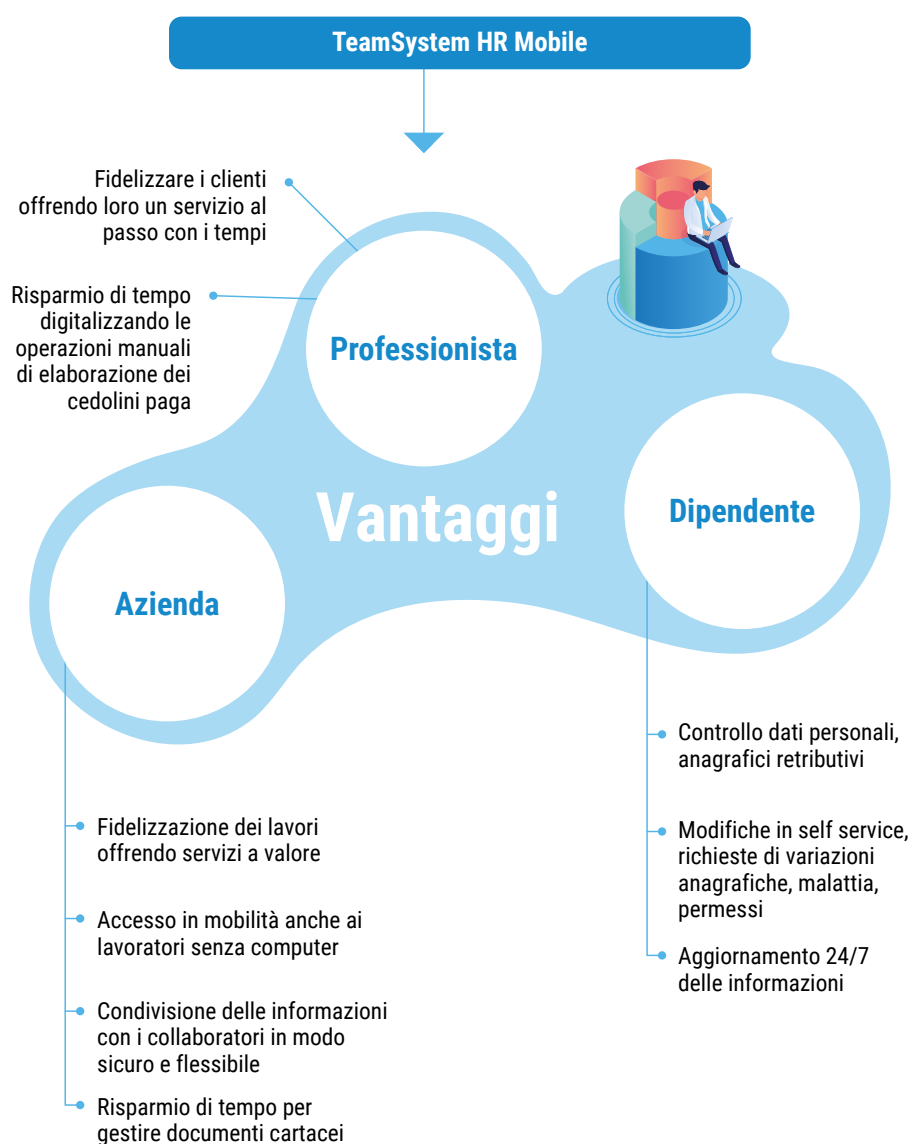 TeamSystem HR Mobile
Fidelizzare i clienti
offrendo loro un servizio al
passo con i tempi
Risparmio di tempo
digitalizzando le
operazioni manuali
di elaborazione dei
cedolini paga
Professionista
Vantaggi
Dipendente
Azienda
Controllo dati personali,
anagrafici retributivi
Modifiche in self service,
richieste di variazioni
anagrafiche, malattia,
permessi
Aggiornamento 24/7
delle informazioni
Fidelizzazione dei lavori
offrendo servizi a valore
Accesso in mobilità anche ai
lavoratori senza computer
Condivisione delle informazioni
con i collaboratori in modo
sicuro e flessibile
Risparmio di tempo per
gestire documenti cartacei